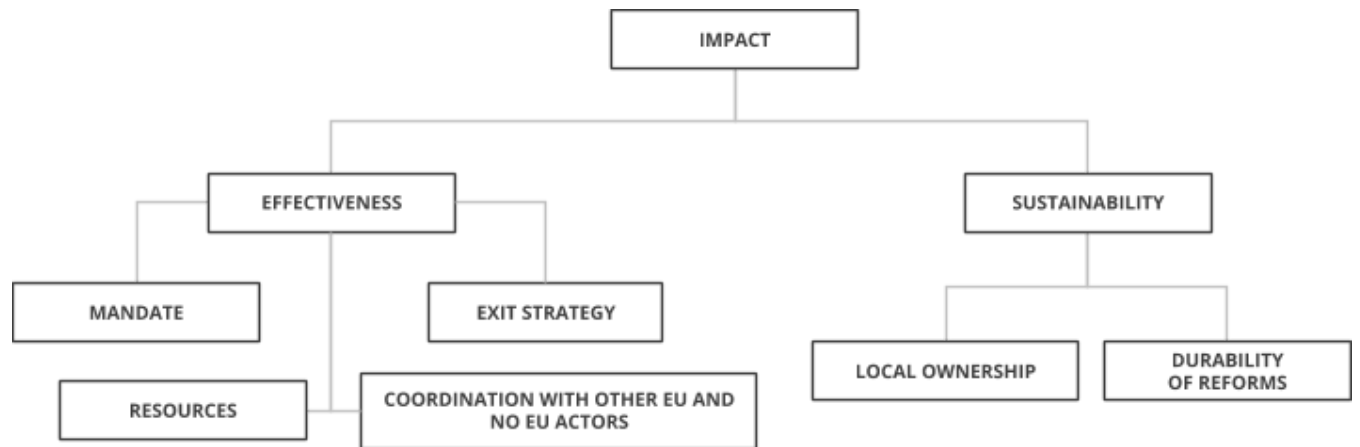 IMPACT
EFFECTIVENESS
SUSTAINABILITY
MANDATE
EXIT STRATEGY
LOCAL OWNERSHIP
DURABILITY
OF REFORMS
RESOURCES
COORDINATION WITH OTHER EU AND
NO EU ACTORS